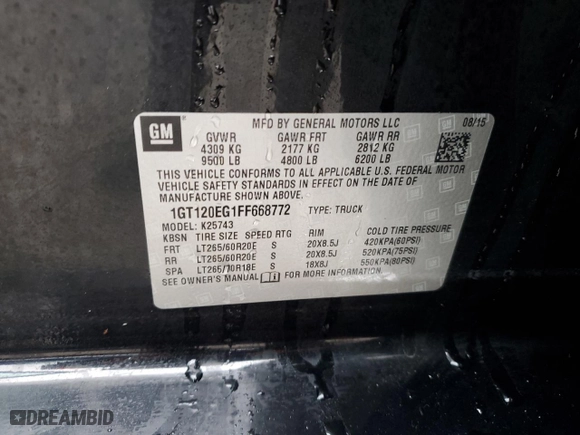 GM
MFD BY GENERAL MOTORS LLC 08/15
GVWR GAWR FRT GAWR RR
4309 KG 2177 KG 2812 KG
9500 LB 4800 LB 6200 LB
THIS VEHICLE CONFORMS TO ALL APPLICABLE U.S. FEDERAL MOTOR
VEHICLE SAFETY STANDARDS IN EFFECT ON THE DATE OF
MANUFACTURE SHOWN ABOVE.
1GT120EG1FF668772 TYPE: TRUCK
MODEL: K25743
KBSN TIRE SIZE SPEED RTG RIM COLD TIRE PRESSURE
FRT LT265/60R20E S 20X8.5J 420KPA(60PSI)
RR LT265/60R20E S 20X8.5J 520KPA(75PSI)
SPA LT265/70R18E S 18X8J 550KPA(80PSI)
SEE OWNER'S MANUAL FOR MORE INFORMATION.
DREAMBID